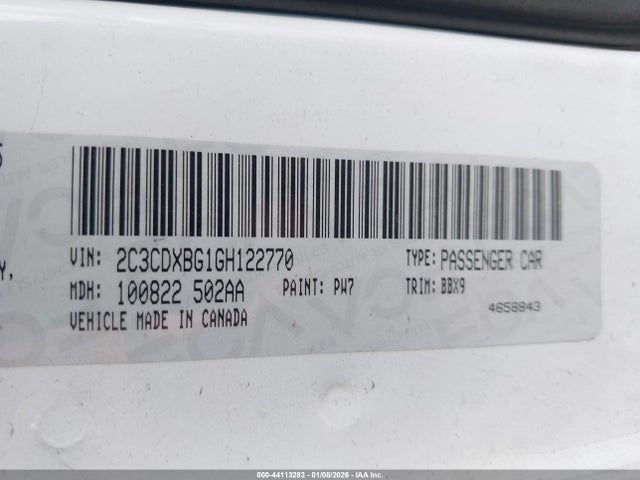 VIN: 2C3CDXBG1GH122770 TYPE: PASSENGER CAR
MDH: 100822 502AA PAINT: PW7 TRIM: BBX9
VEHICLE MADE IN CANADA 4658843
000-44113283 - 01/08/2026 - © IAA Inc. #